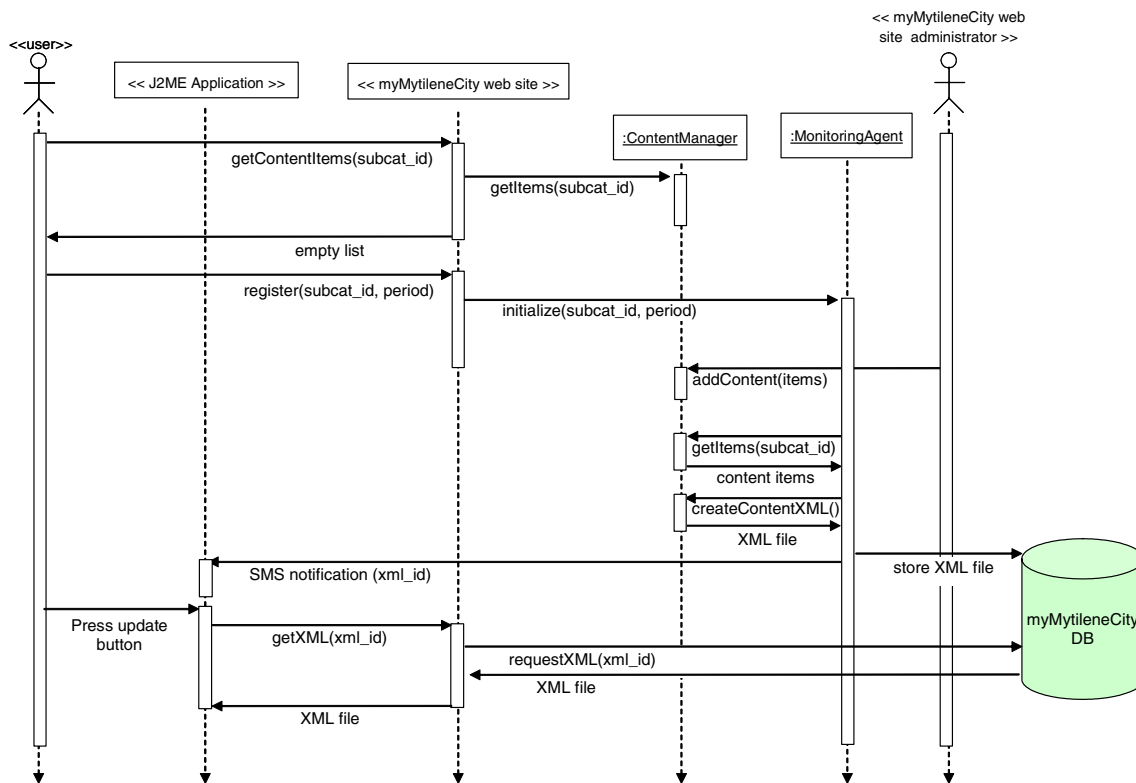 << myMytileneCity web
site administrator >>
<<user>>
<< J2ME Application >>
<< myMytileneCity web site >>
:ContentManager
:MonitoringAgent
getContentItems(subcat_id)
getItems(subcat_id)
empty list
register(subcat_id, period)
initialize(subcat_id, period)
addContent(items)
getItems(subcat_id)
content items
createContentXML()
XML file
store XML file
SMS notification (xml_id)
Press update
button
getXML(xml_id)
myMytileneCity
DB
requestXML(xml_id)
XML file
XML file